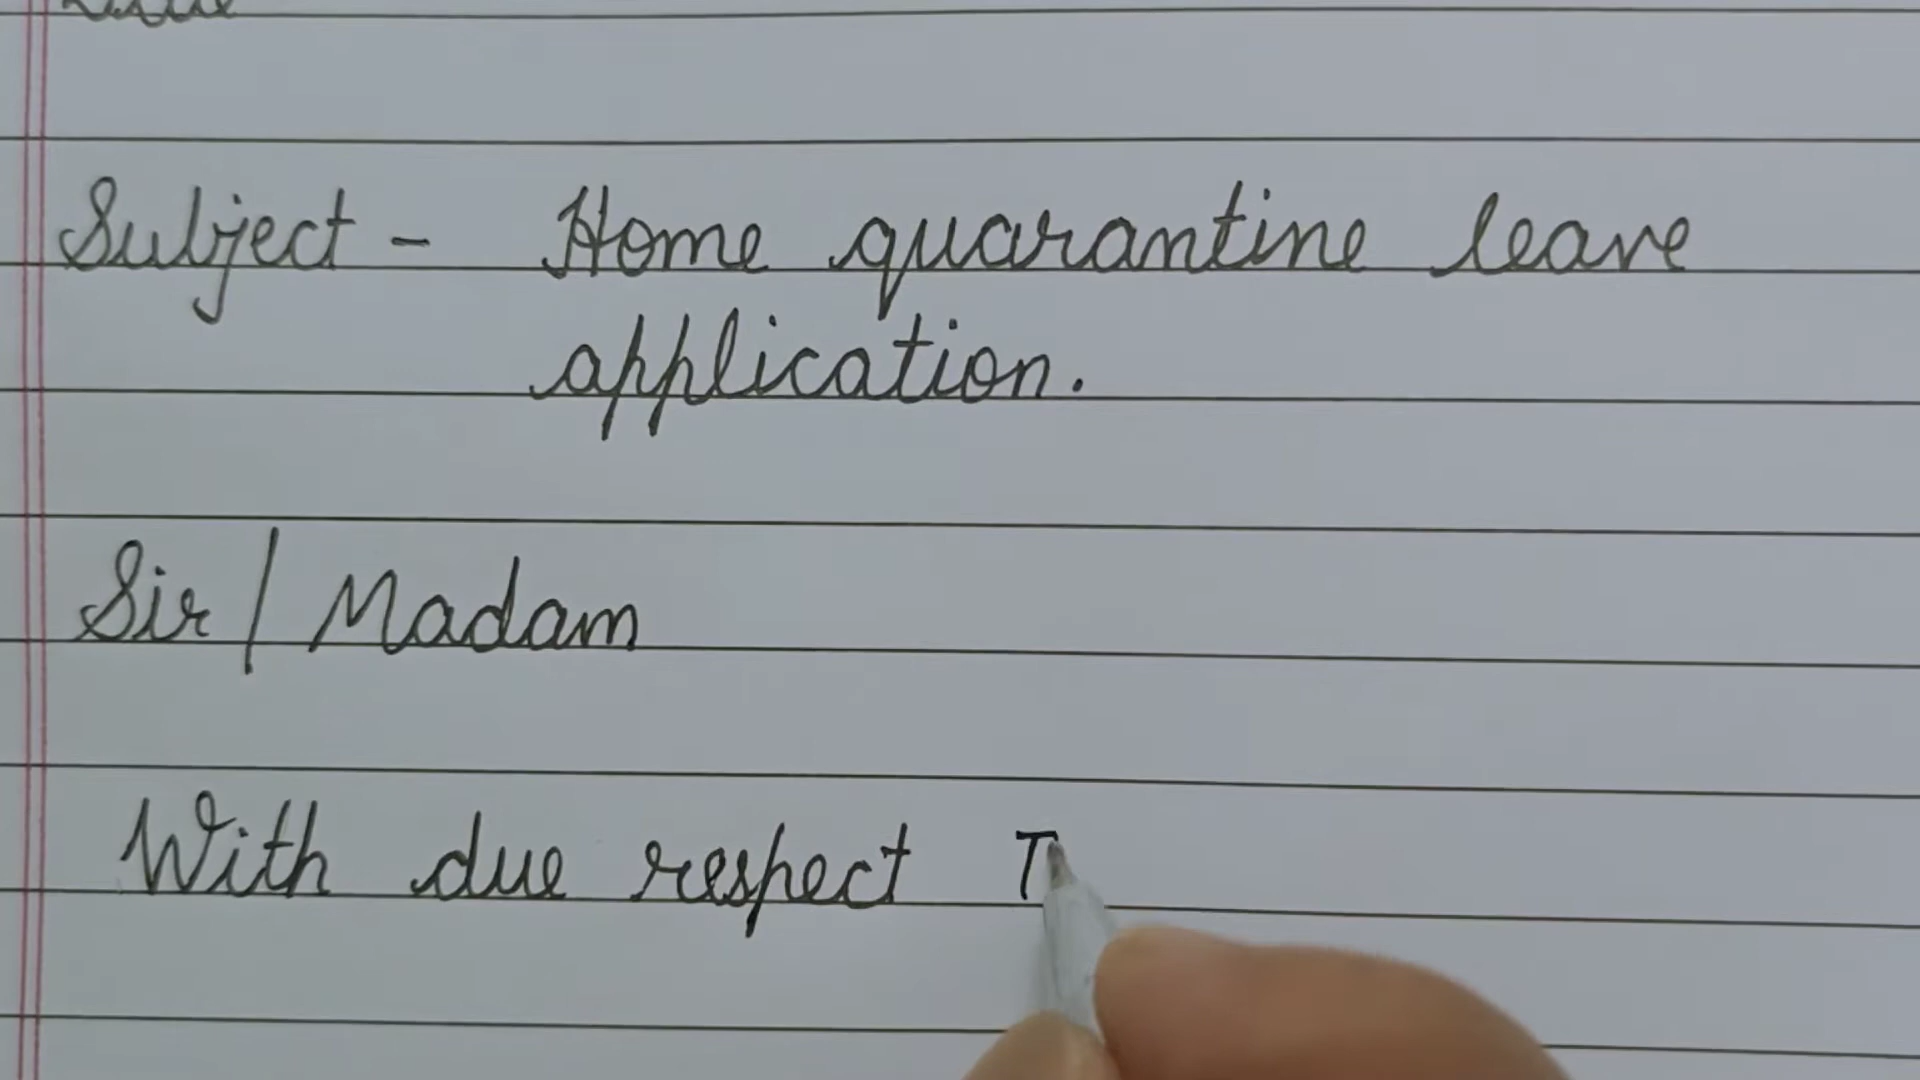 Subject - Home quarantine leave
application.
Sir / Madam
With due respect